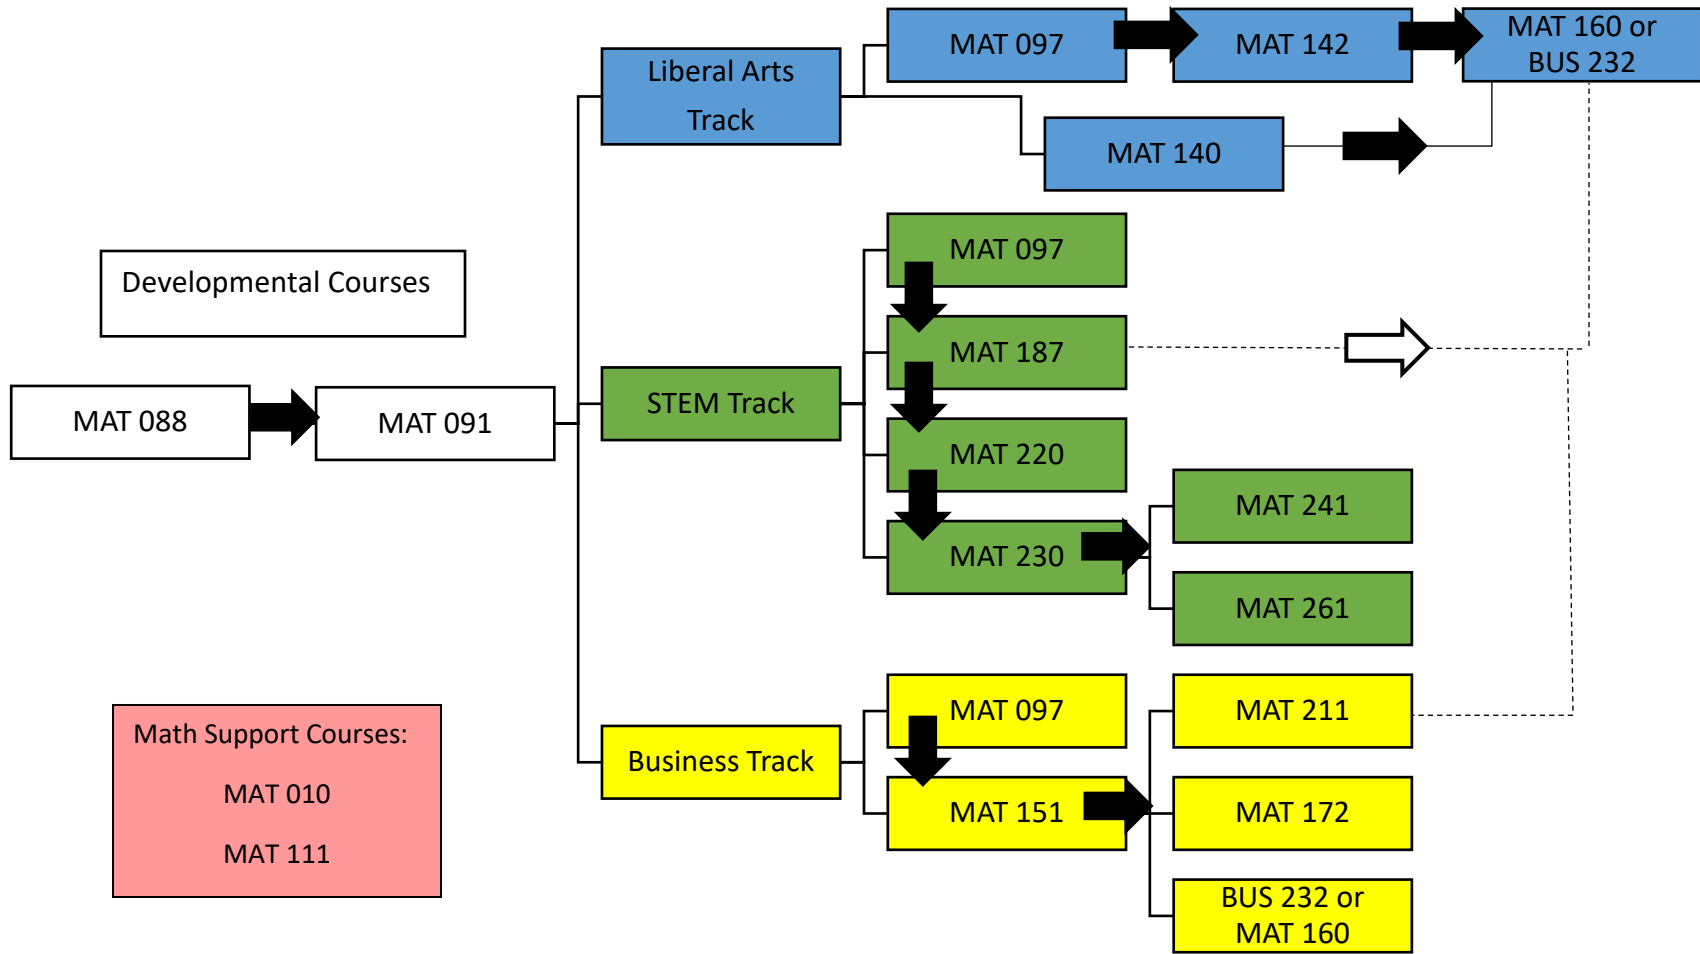 MAT 097
MAT 142
MAT 160 or
BUS 232
Liberal Arts
Track
MAT 140
MAT 097
Developmental Courses
MAT 187
STEM Track
MAT 088
MAT 091
MAT 220
MAT 241
MAT 230
MAT 261
MAT 097
MAT 211
Math Support Courses:
MAT 010
MAT 111
Business Track
MAT 151
MAT 172
BUS 232 or
MAT 160